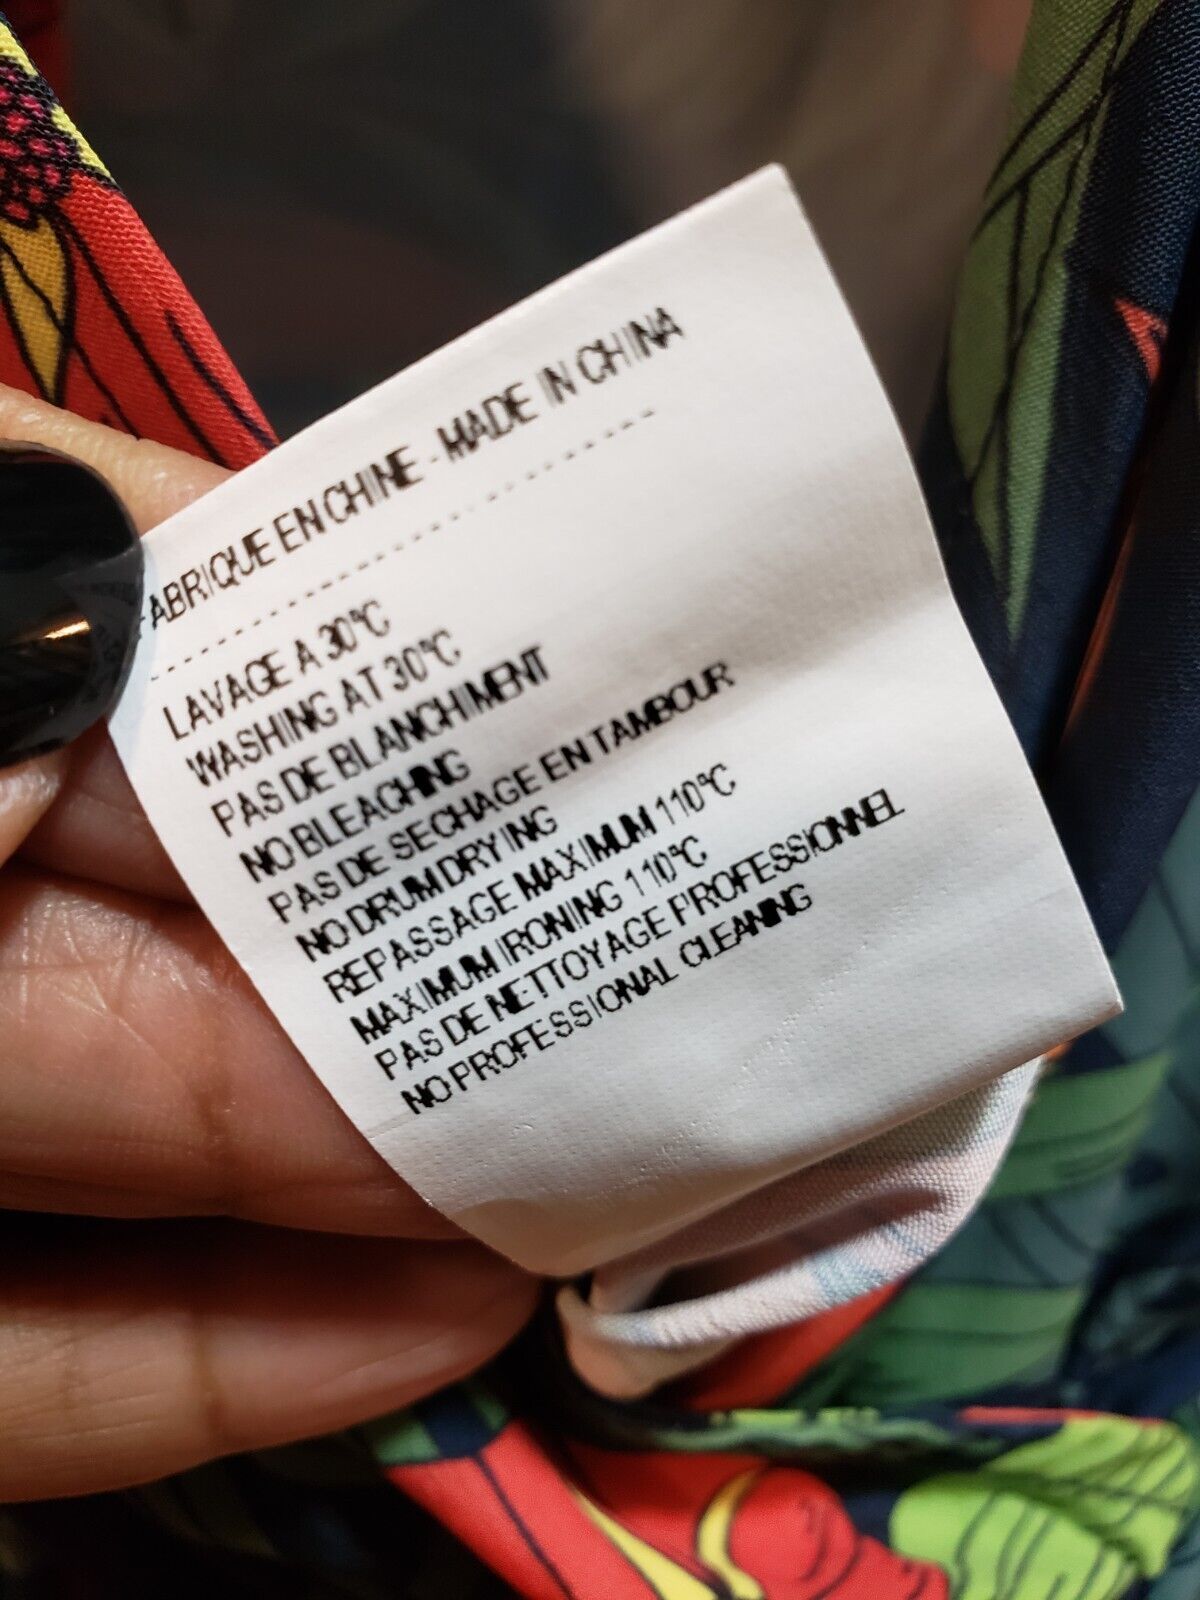 FABRIQUE EN CHINE - MADE IN CHINA
LAVAGE A 30°C
WASHING AT 30°C
PAS DE BLANCHIMENT
NO BLEACHING
PAS DE SECHAGE EN TAMBOUR
NO DRUM DRYING
REPASSAGE MAXIMUM 110°C
MAXIMUM IRONING 110°C
PAS DE NETTOYAGE PROFESSIONNEL
NO PROFESSIONAL CLEANING